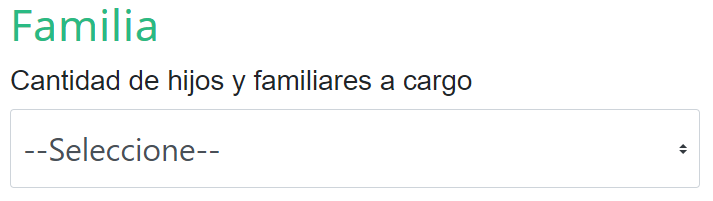 Familia
Cantidad de hijos y familiares a cargo
--Seleccione--